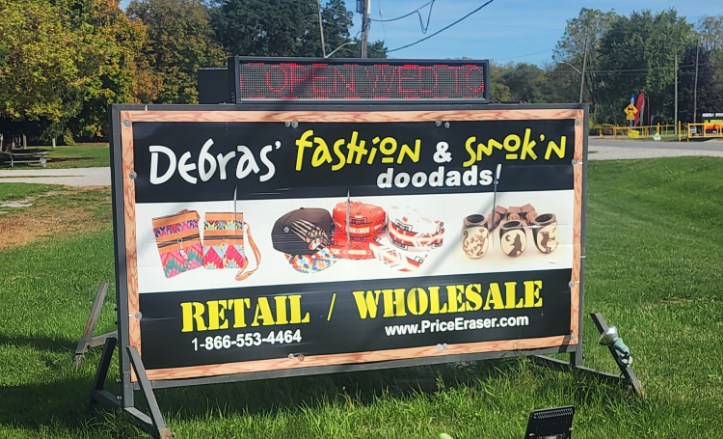 OPEN WED TO
Debras' fashion & smok'n
doodads!
RETAIL / WHOLESALE
1-866-553-4464
www.PriceEraser.com